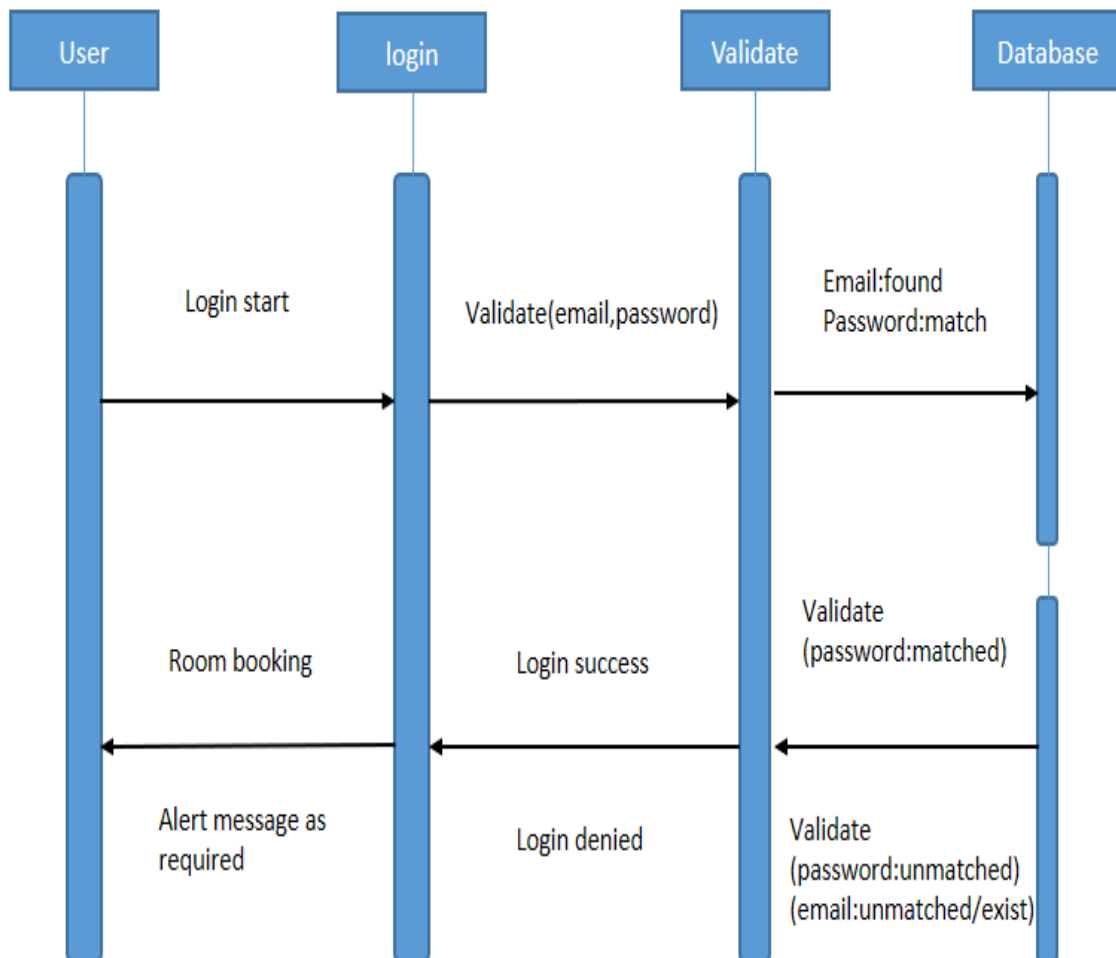 User
login
Validate
Database
Login start
Validate(email,password)
Email:found
Password:match
Room booking
Login success
Validate
(password:matched)
Alert message as
required
Login denied
Validate
(password:unmatched)
(email:unmatched/exist)